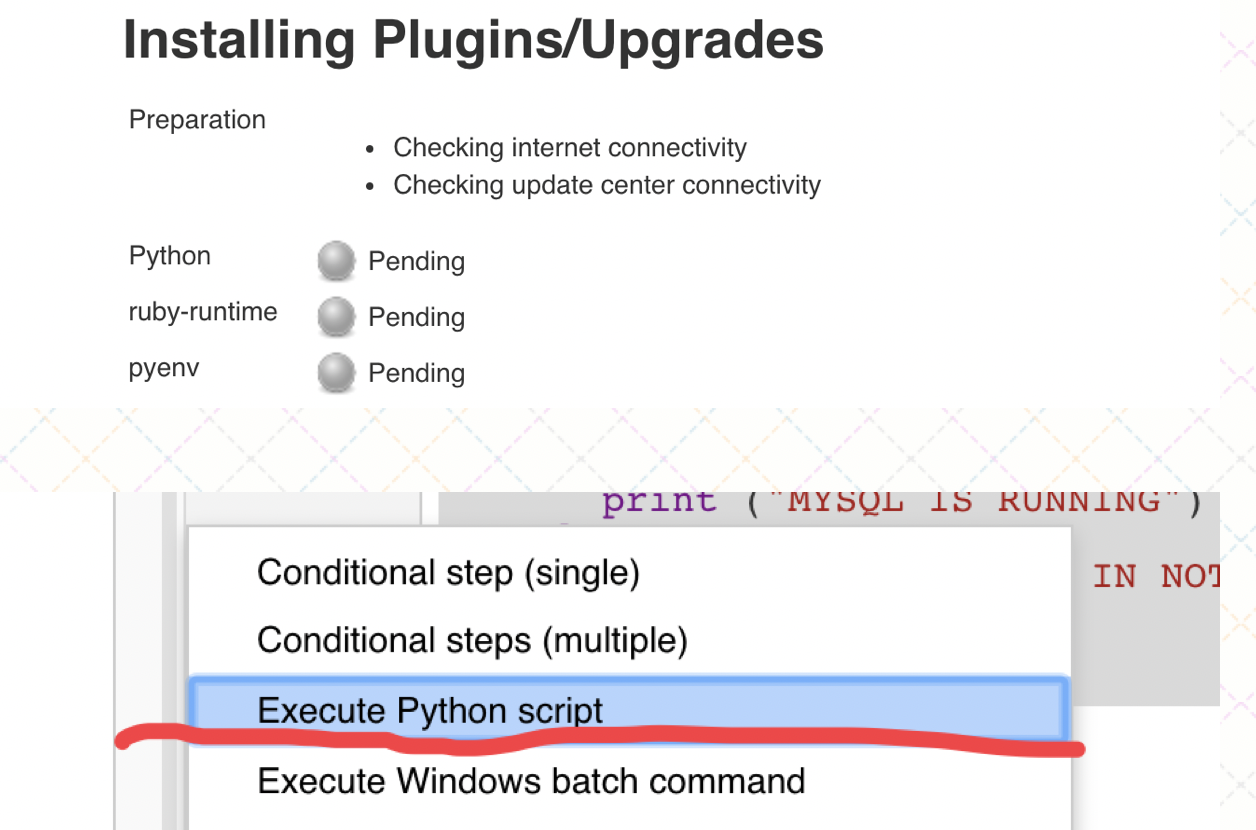 Installing Plugins/Upgrades
Preparation
Checking internet connectivity
Checking update center connectivity
Python Pending
ruby-runtime Pending
pyenv Pending
print ("MYSQL IS RUNNING")
IN NOT
Conditional step (single)
Conditional steps (multiple)
Execute Python script
Execute Windows batch command